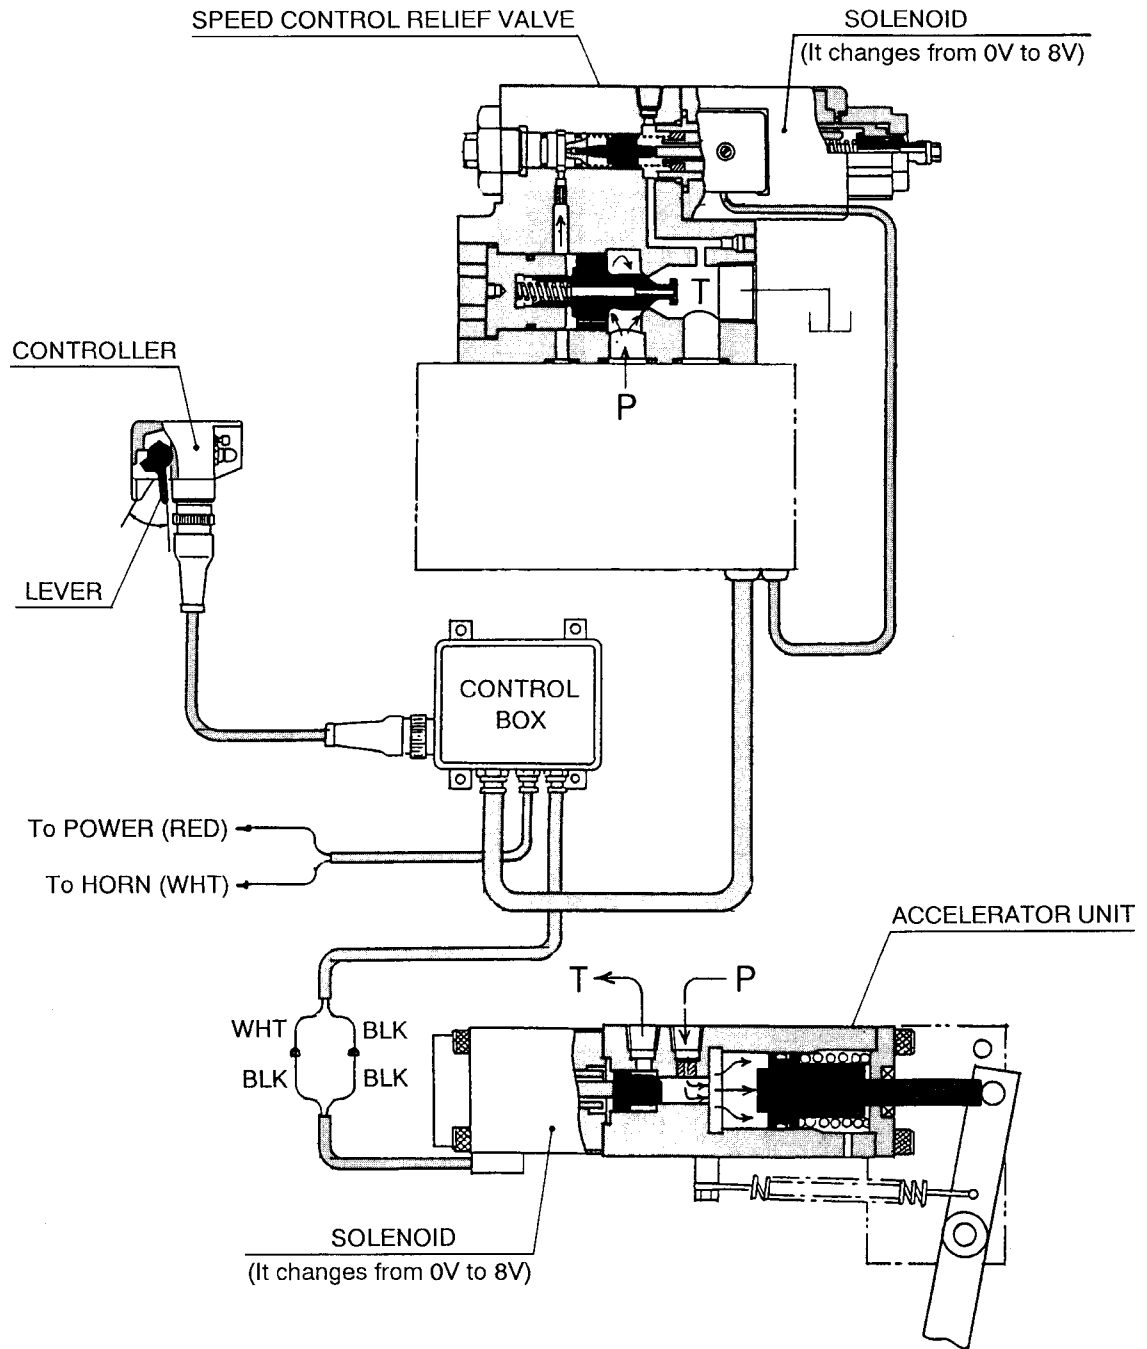 SPEED CONTROL RELIEF VALVE
SOLENOID
(It changes from 0V to 8V)
T
P
CONTROLLER
LEVER
CONTROL
BOX
To POWER (RED)
To HORN (WHT)
ACCELERATOR UNIT
T
P
WHT
BLK
BLK
BLK
SOLENOID
(It changes from 0V to 8V)